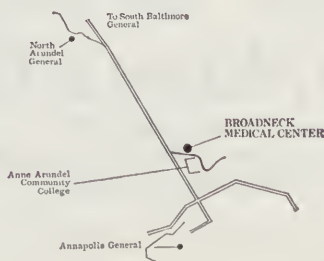 To South Baltimore
General
North
Arundel
General
BROADNECK
MEDICAL CENTER
Anne Arundel
Community
College
Annapolis General